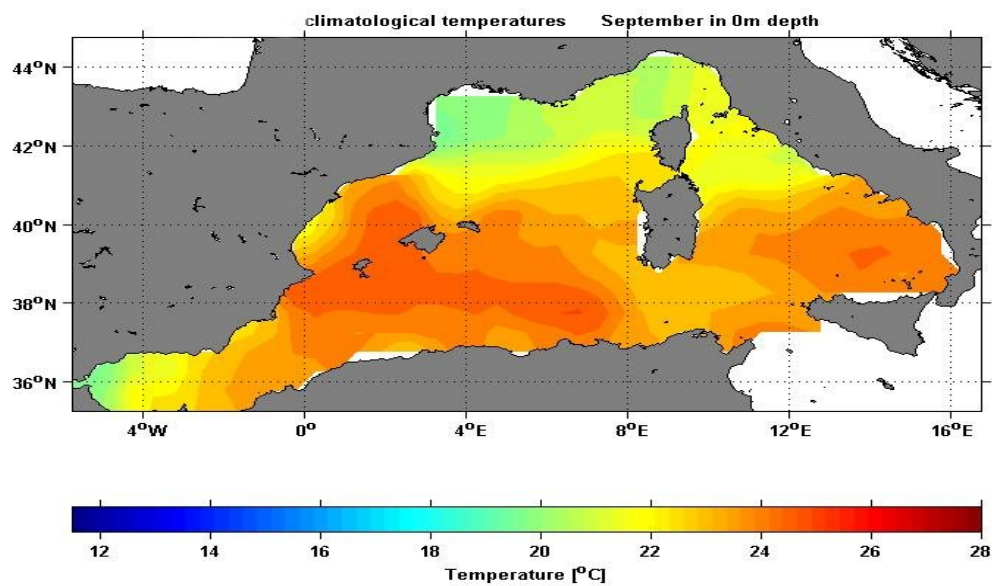 climatological temperatures September in 0m depth
44°N
42°N
40°N
38°N
36°N
4°W 0° 4°E 8°E 12°E 16°E
12 14 16 18 20 22 24 26 28
Temperature [°C]